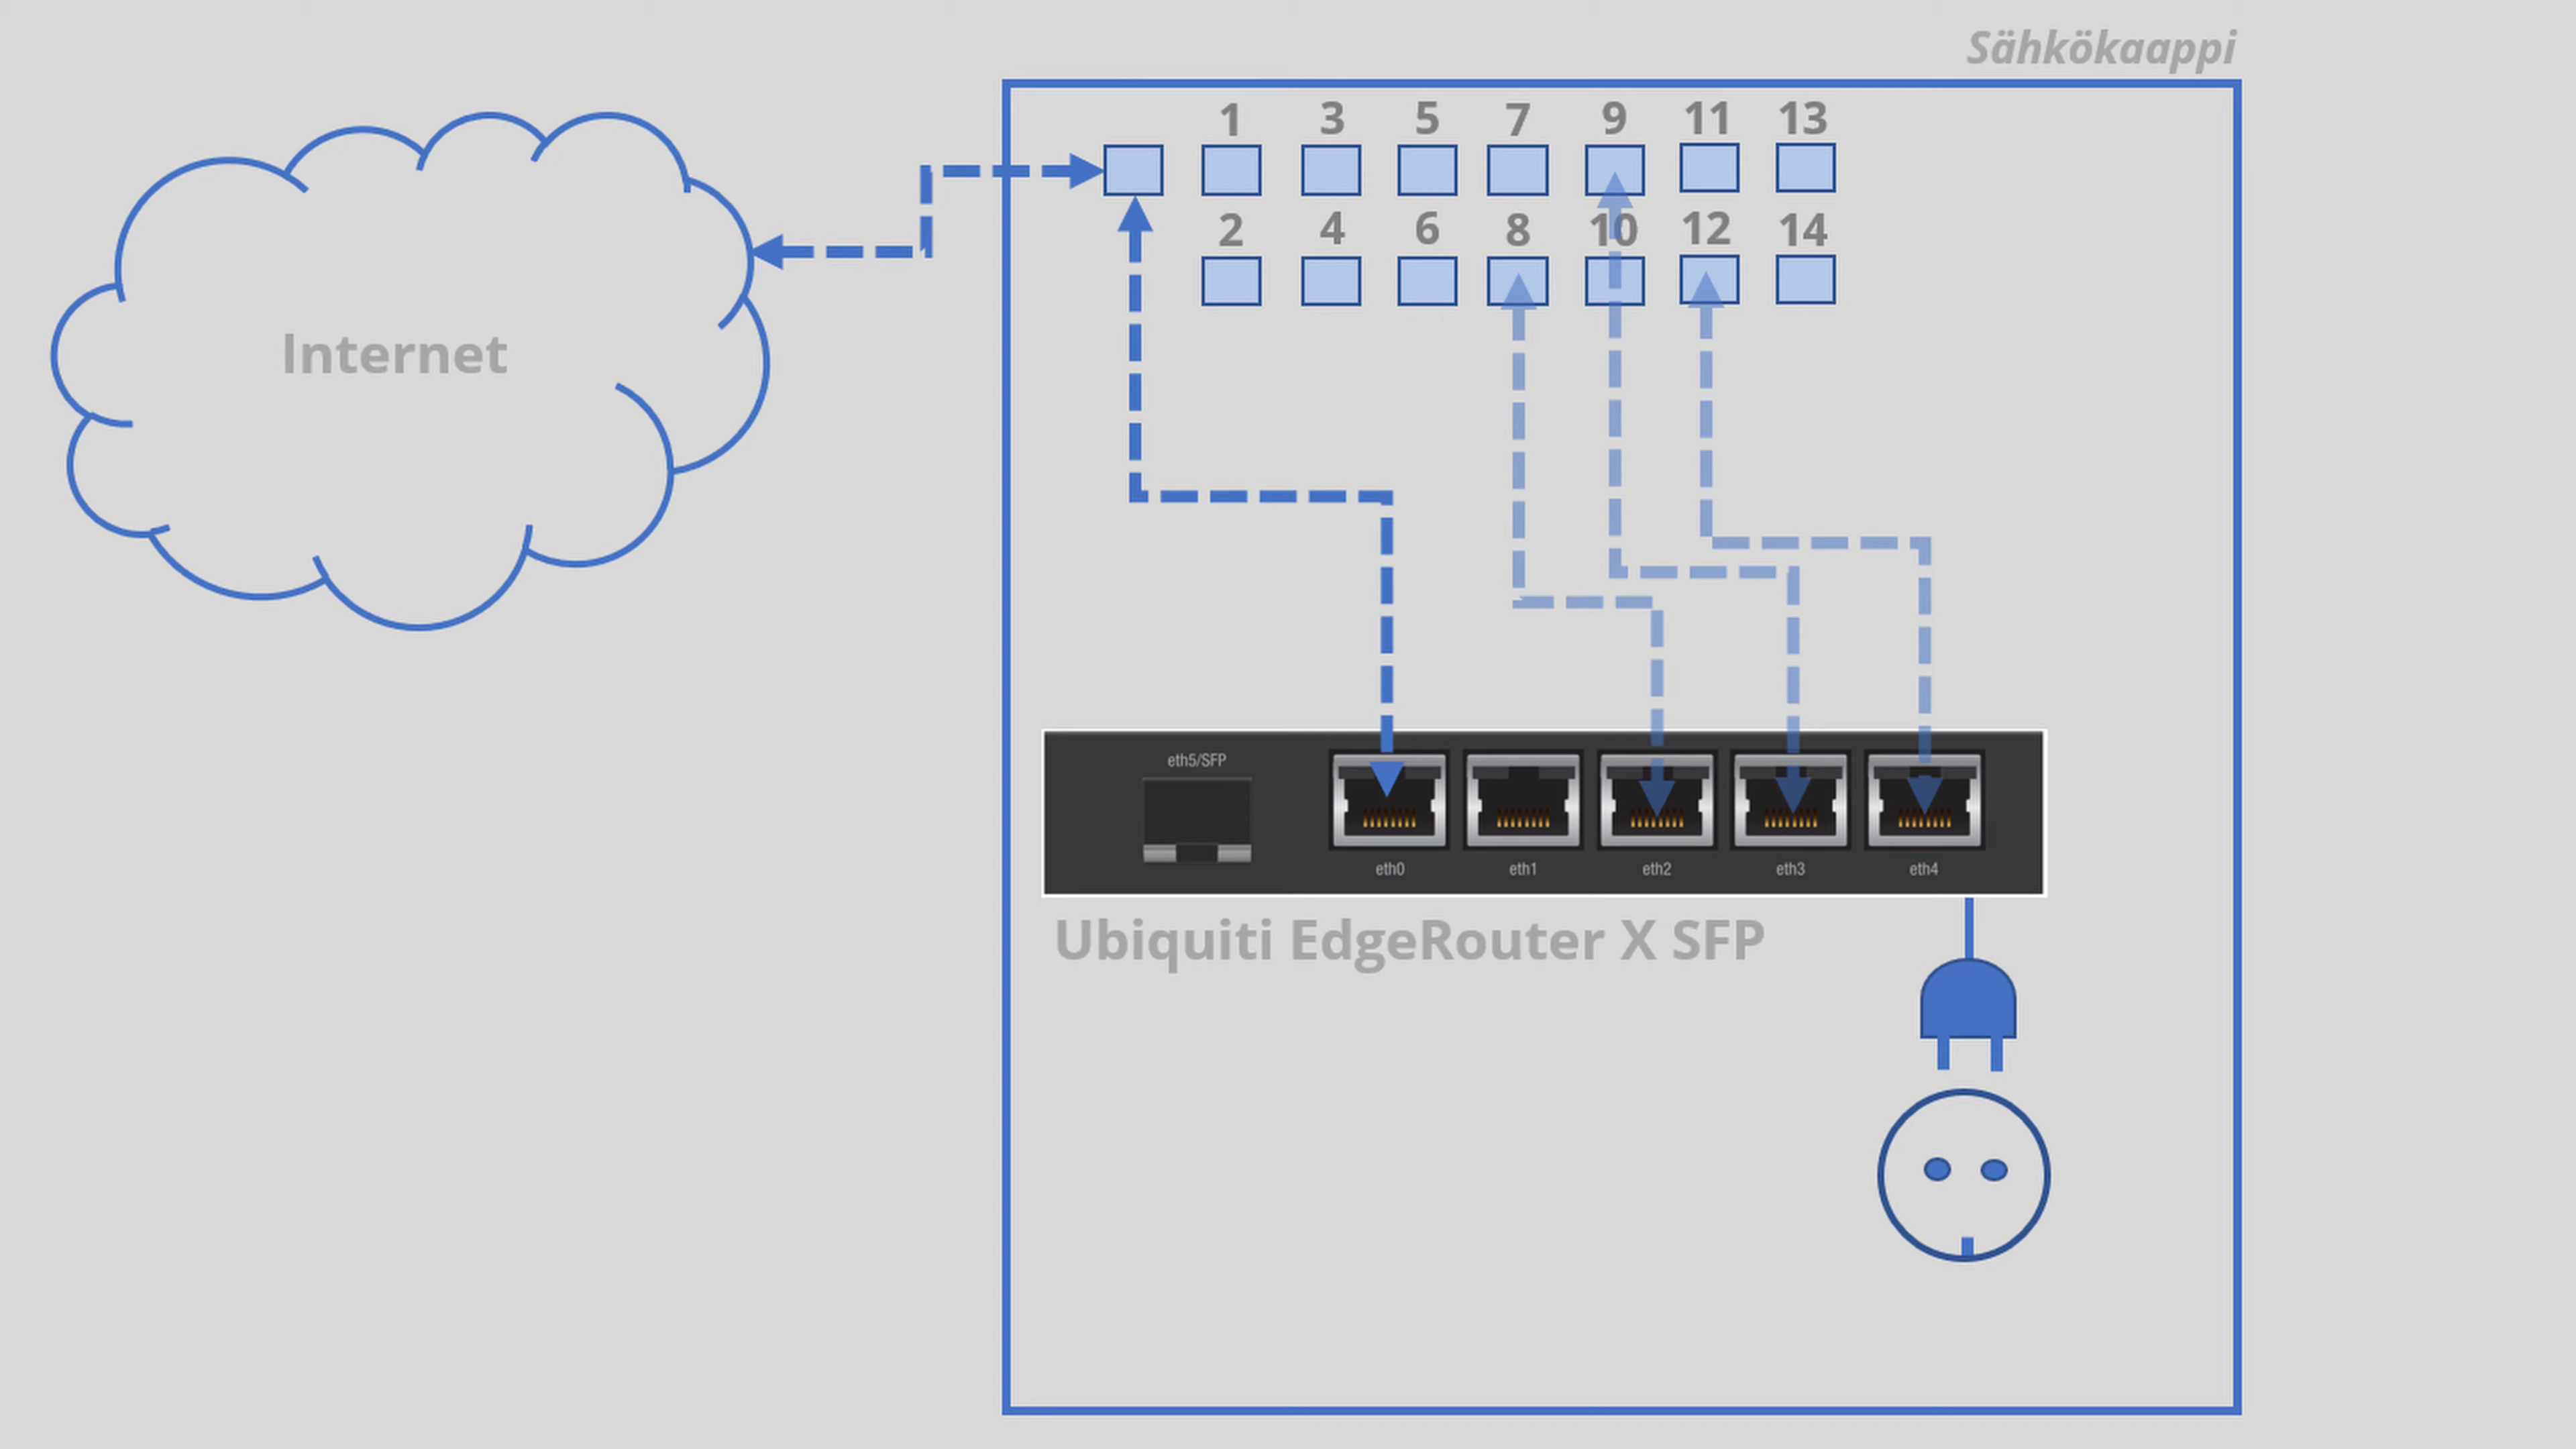 Sähkökaappi
1 3 5 7 9 11 13
2 4 6 8 10 12 14
Internet
eth5/SFP
eth0 eth1 eth2 eth3 eth4
Ubiquiti EdgeRouter X SFP